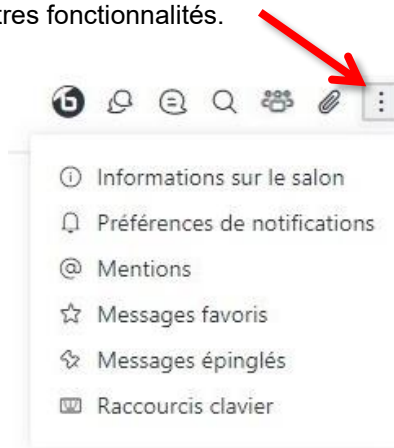 tres fonctionnalités.
Informations sur le salon
Préférences de notifications
Mentions
Messages favoris
Messages épinglés
Raccourcis clavier